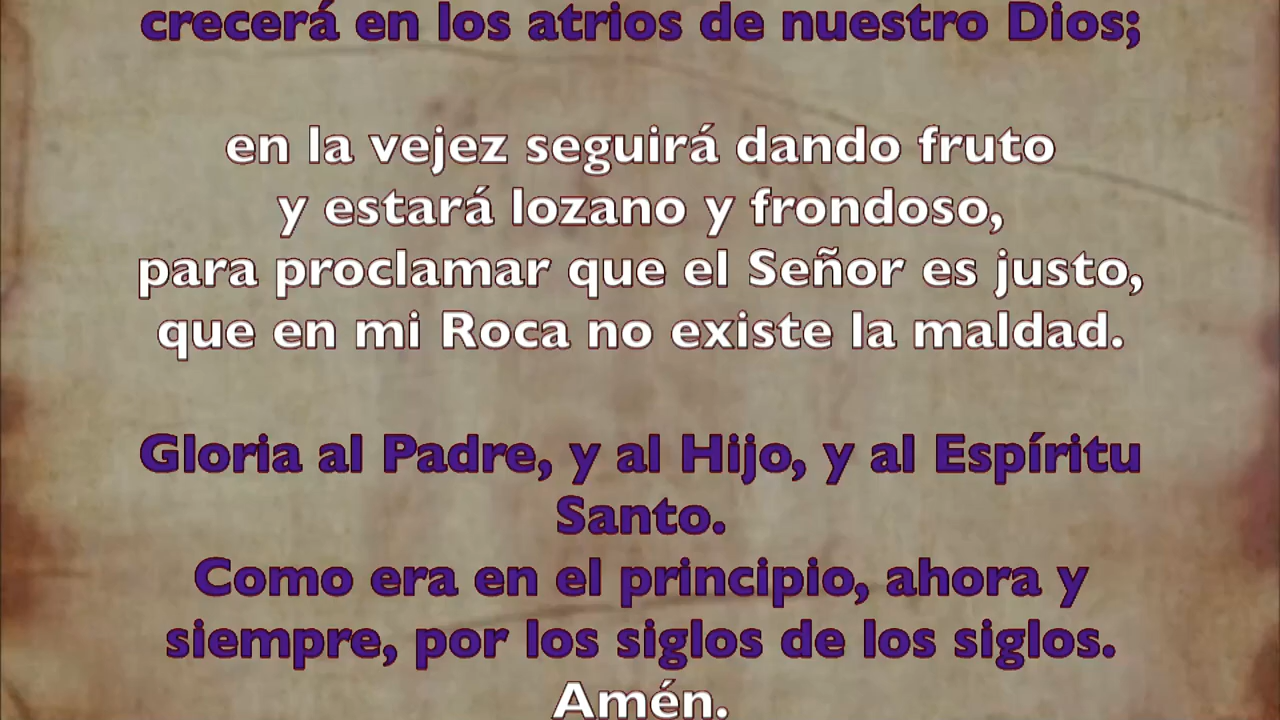 crecerá en los atrios de nuestro Dios;
en la vejez seguirá dando fruto
y estará lozano y frondoso,
para proclamar que el Señor es justo,
que en mi Roca no existe la maldad.
Gloria al Padre, y al Hijo, y al Espíritu
Santo.
Como era en el principio, ahora y
siempre, por los siglos de los siglos.
Amén.